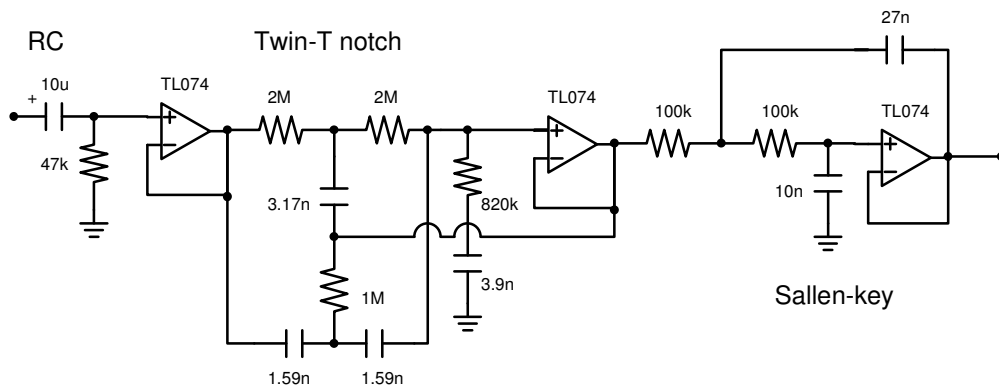 27n
RC
Twin-T notch
10u
TL074
TL074
TL074
+
2M
2M
100k
100k
47k
3.17n
820k
10n
3.9n
1M
Sallen-key
1.59n
1.59n